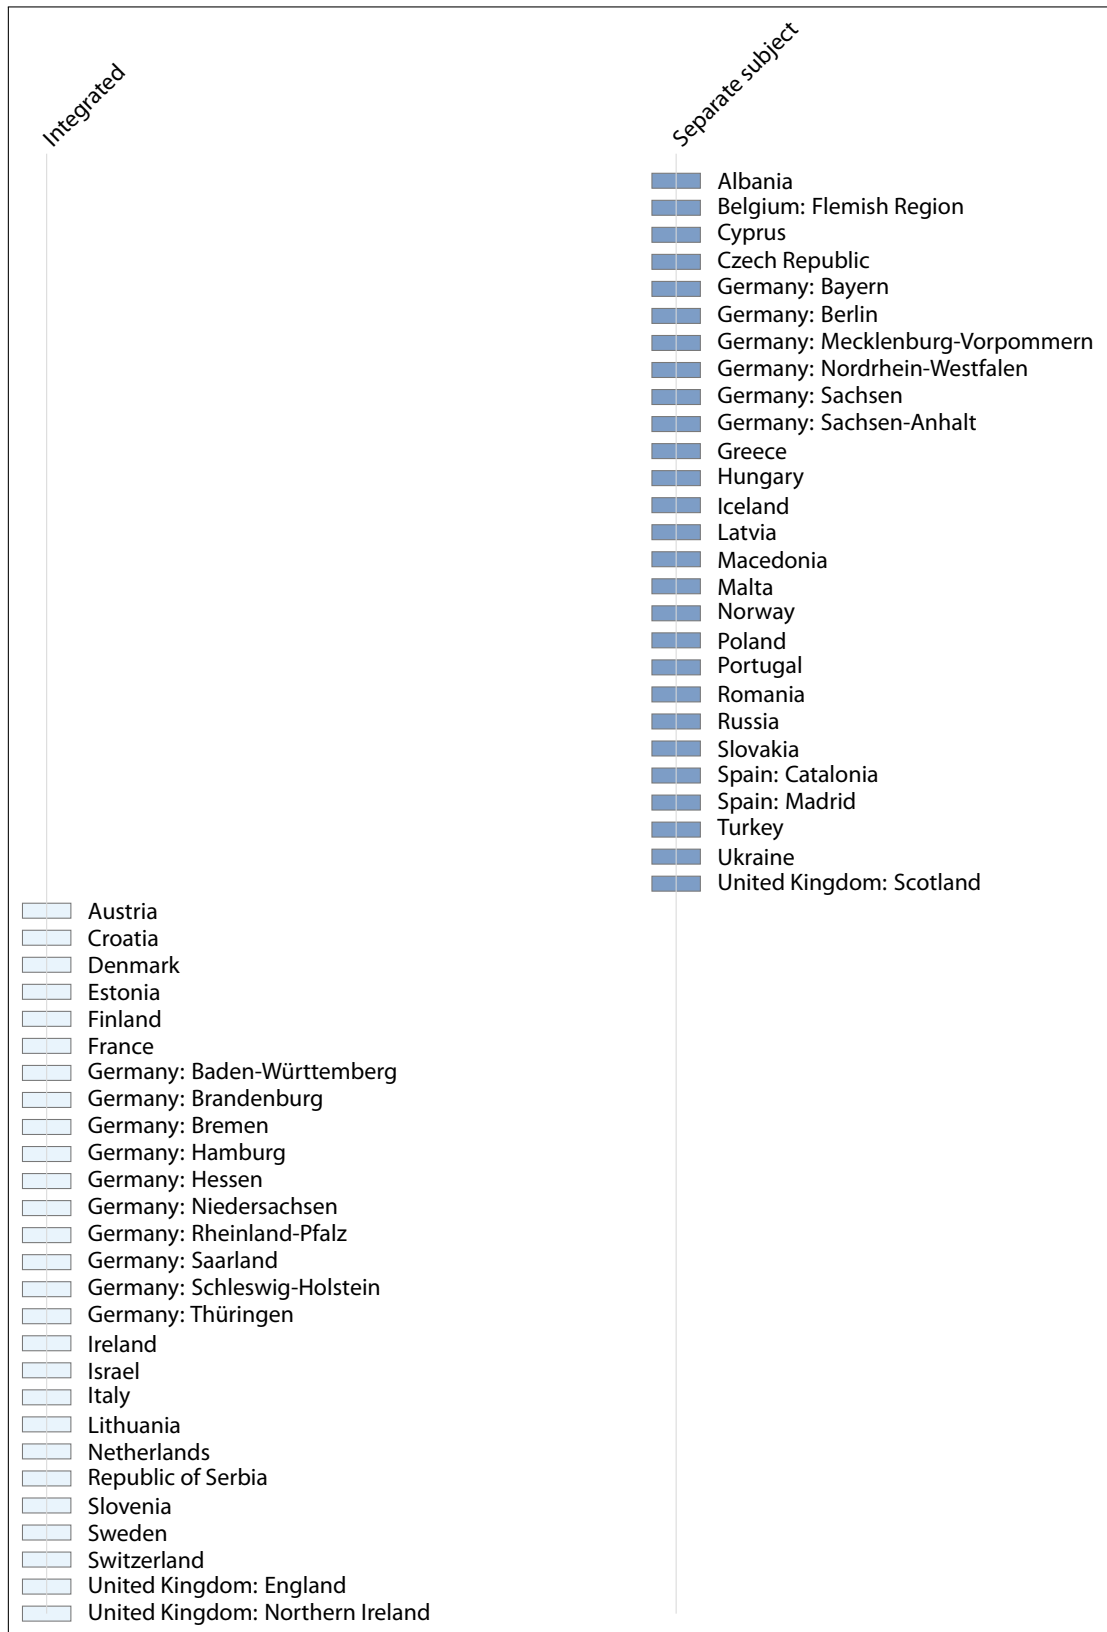 Integrated
Separate subject
Albania
Belgium: Flemish Region
Cyprus
Czech Republic
Germany: Bayern
Germany: Berlin
Germany: Mecklenburg-Vorpommern
Germany: Nordrhein-Westfalen
Germany: Sachsen
Germany: Sachsen-Anhalt
Greece
Hungary
Iceland
Latvia
Macedonia
Malta
Norway
Poland
Portugal
Romania
Russia
Slovakia
Spain: Catalonia
Spain: Madrid
Turkey
Ukraine
United Kingdom: Scotland
Austria
Croatia
Denmark
Estonia
Finland
France
Germany: Baden-Württemberg
Germany: Brandenburg
Germany: Bremen
Germany: Hamburg
Germany: Hessen
Germany: Niedersachsen
Germany: Rheinland-Pfalz
Germany: Saarland
Germany: Schleswig-Holstein
Germany: Thüringen
Ireland
Israel
Italy
Lithuania
Netherlands
Republic of Serbia
Slovenia
Sweden
Switzerland
United Kingdom: England
United Kingdom: Northern Ireland